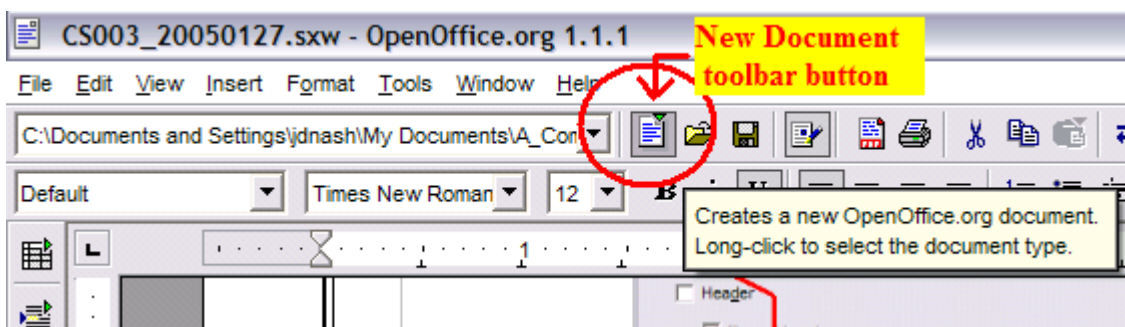 CS003_20050127.sxw - OpenOffice.org 1.1.1
New Document
toolbar button
File Edit View Insert Format Tools Window Help
C:\Documents and Settings\jdnash\My Documents\A_Con
Default Times New Roman 12 B
Creates a new OpenOffice.org document.
Long-click to select the document type.
1
Header